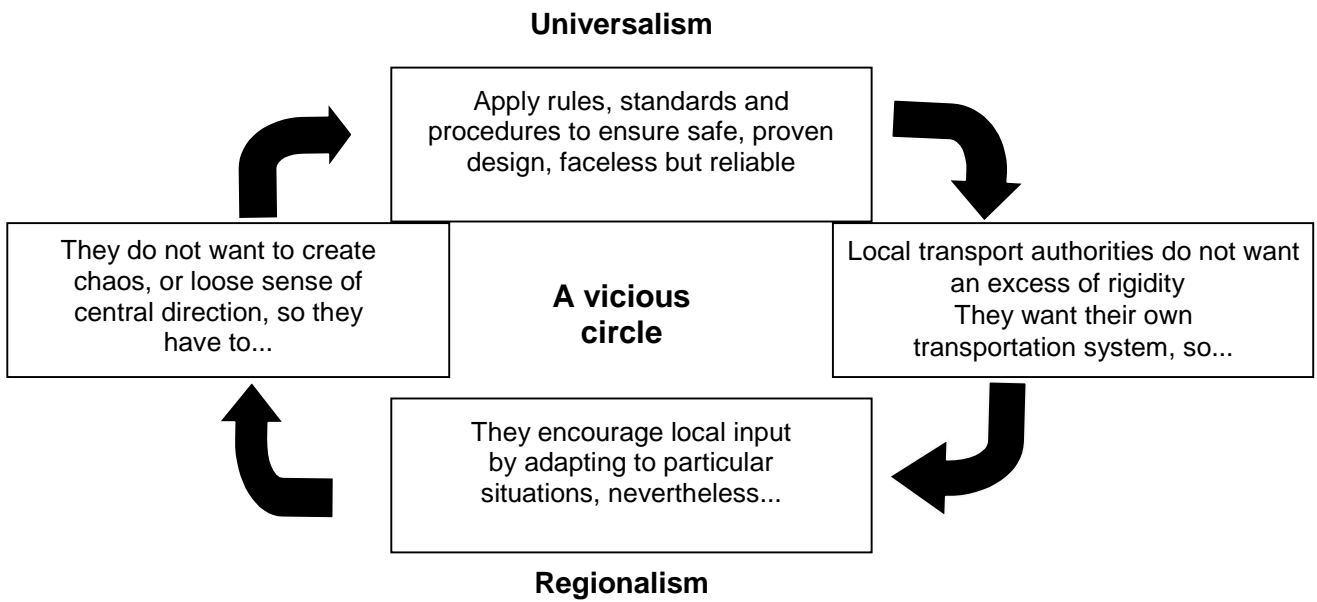 Universalism
Apply rules, standards and
procedures to ensure safe, proven
design, faceless but reliable
They do not want to create
chaos, or loose sense of
central direction, so they
have to...
A vicious
circle
Local transport authorities do not want
an excess of rigidity
They want their own
transportation system, so...
They encourage local input
by adapting to particular
situations, nevertheless...
Regionalism